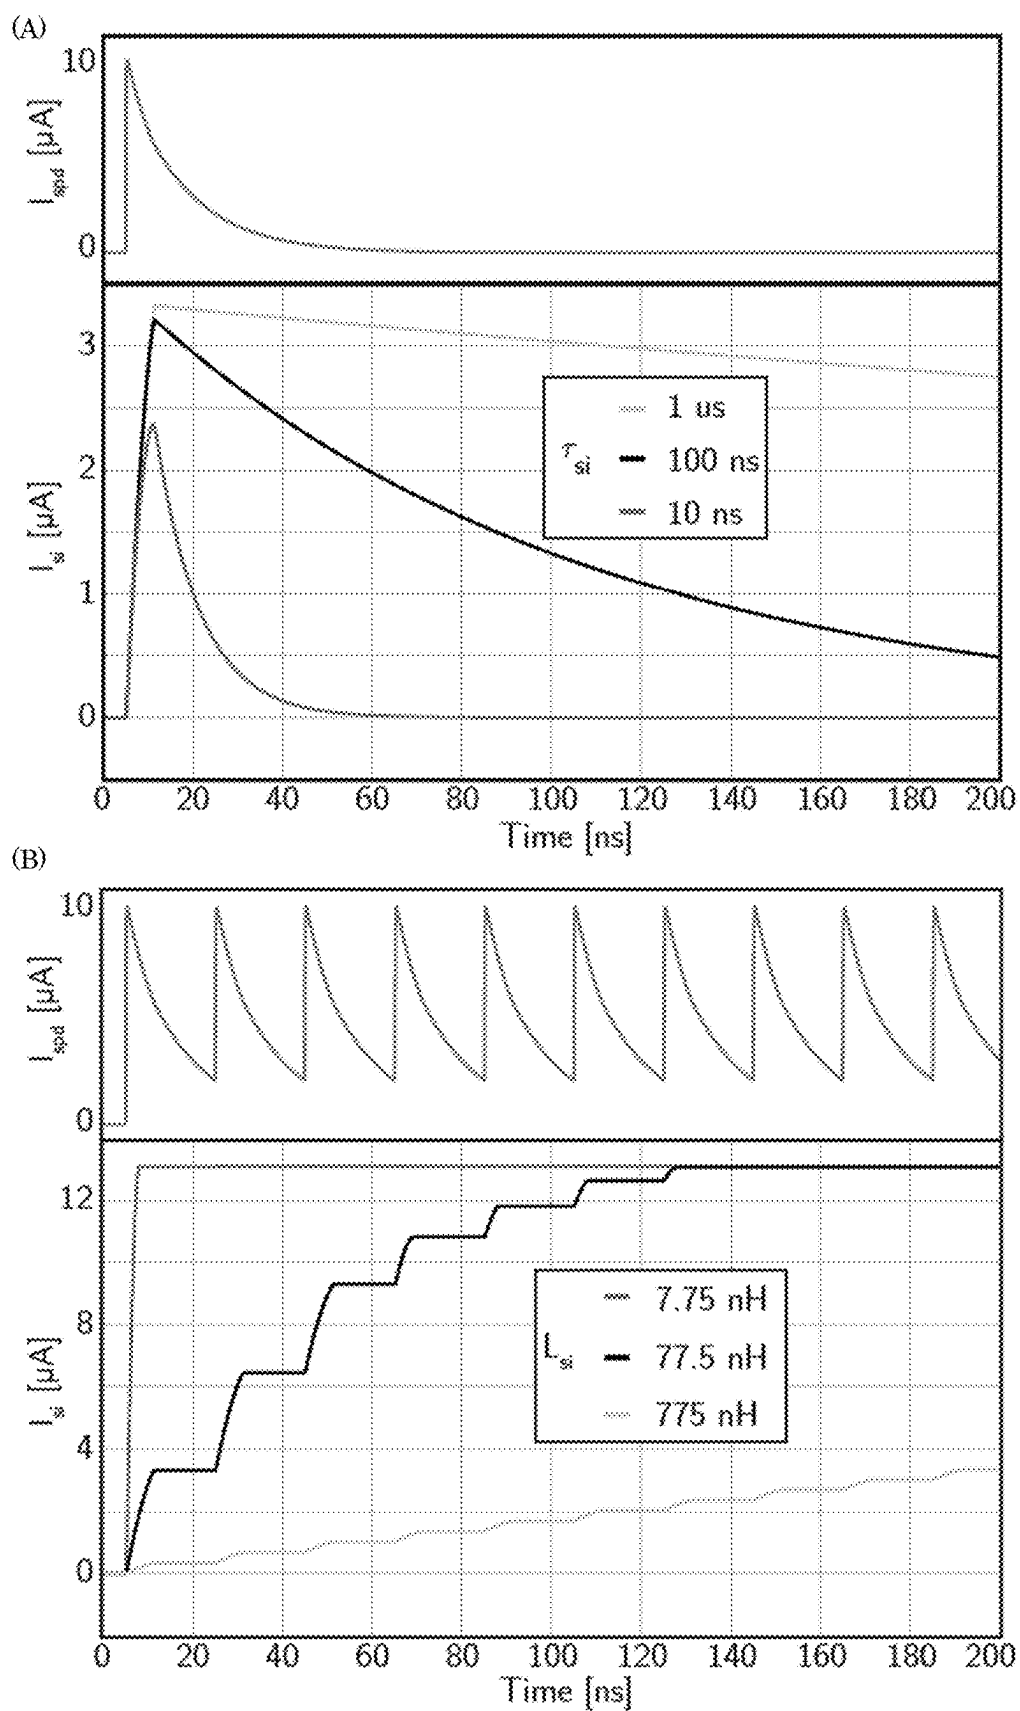 (A)
10
I_spd [μA]
0
3
1 us
τ_si 100 ns
2
10 ns
I_si [μA]
1
0
0 20 40 60 80 100 120 140 160 180 200
Time [ns]
(B)
10
I_spd [μA]
0
12
7.75 nH
8
L_si 77.5 nH
I_si [μA]
775 nH
4
0
0 20 40 60 80 100 120 140 160 180 200
Time [ns]